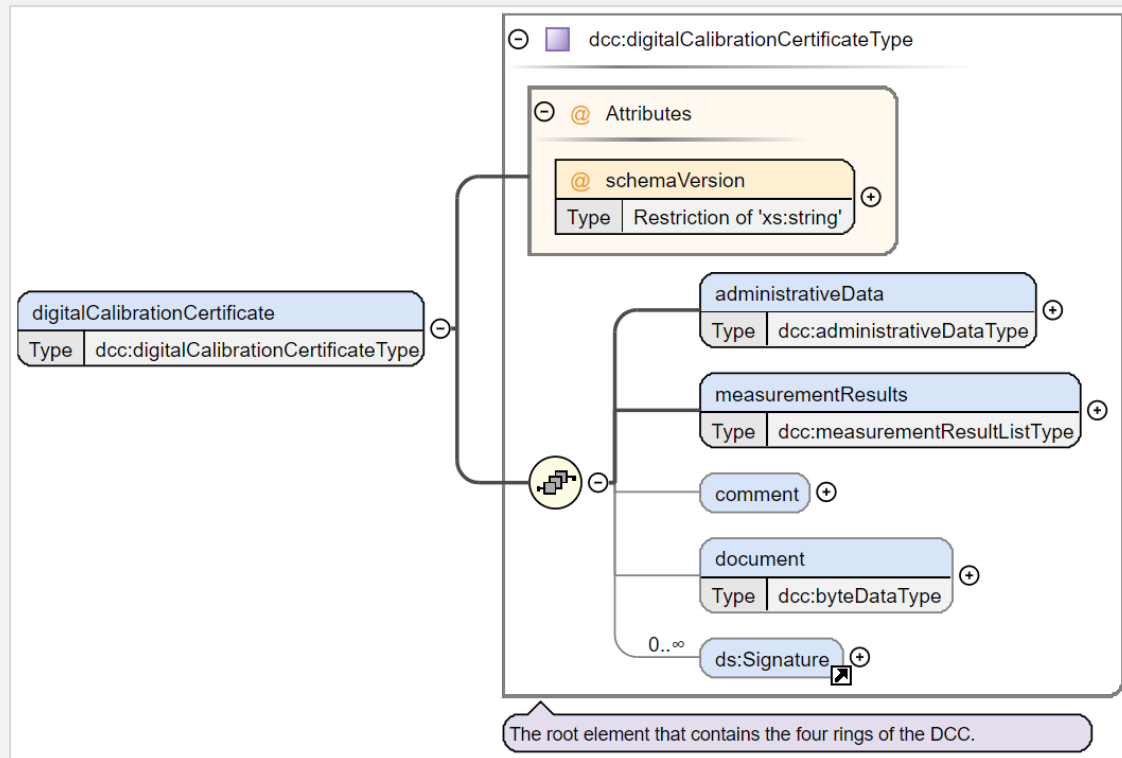 dcc:digitalCalibrationCertificateType
@ Attributes
@ schemaVersion
Type Restriction of 'xs:string'
digitalCalibrationCertificate
Type dcc:digitalCalibrationCertificateType
administrativeData
Type dcc:administrativeDataType
measurementResults
Type dcc:measurementResultListType
comment
document
Type dcc:byteDataType
0..∞
ds:Signature
The root element that contains the four rings of the DCC.